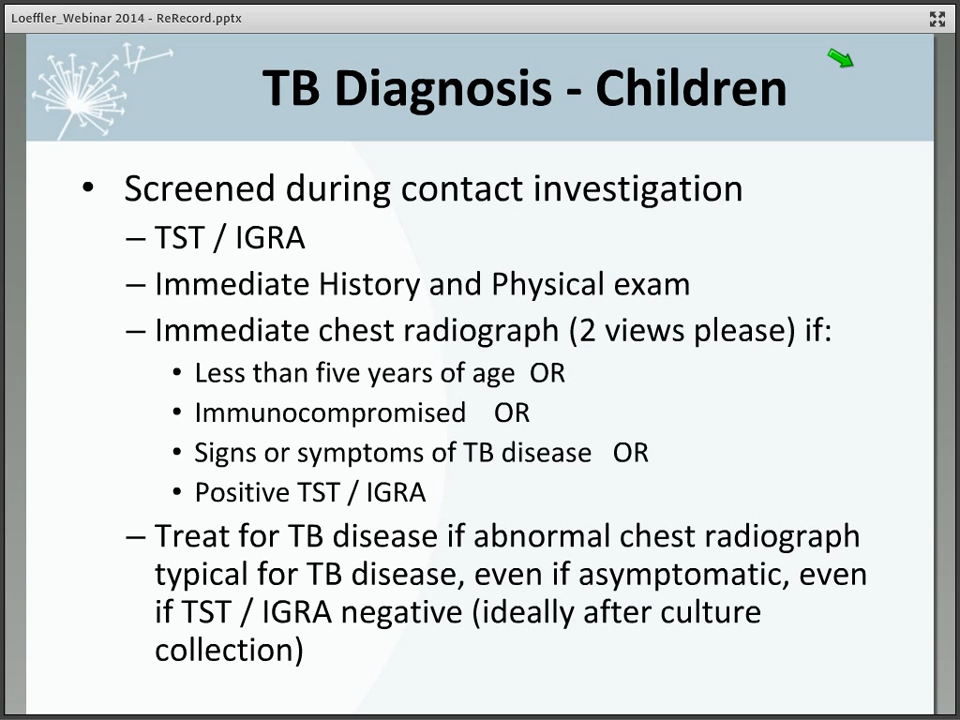 Loeffler_Webinar 2014 - ReRecord.pptx
TB Diagnosis - Children
• Screened during contact investigation
– TST / IGRA
– Immediate History and Physical exam
– Immediate chest radiograph (2 views please) if:
• Less than five years of age OR
• Immunocompromised OR
• Signs or symptoms of TB disease OR
• Positive TST / IGRA
– Treat for TB disease if abnormal chest radiograph
typical for TB disease, even if asymptomatic, even
if TST / IGRA negative (ideally after culture
collection)